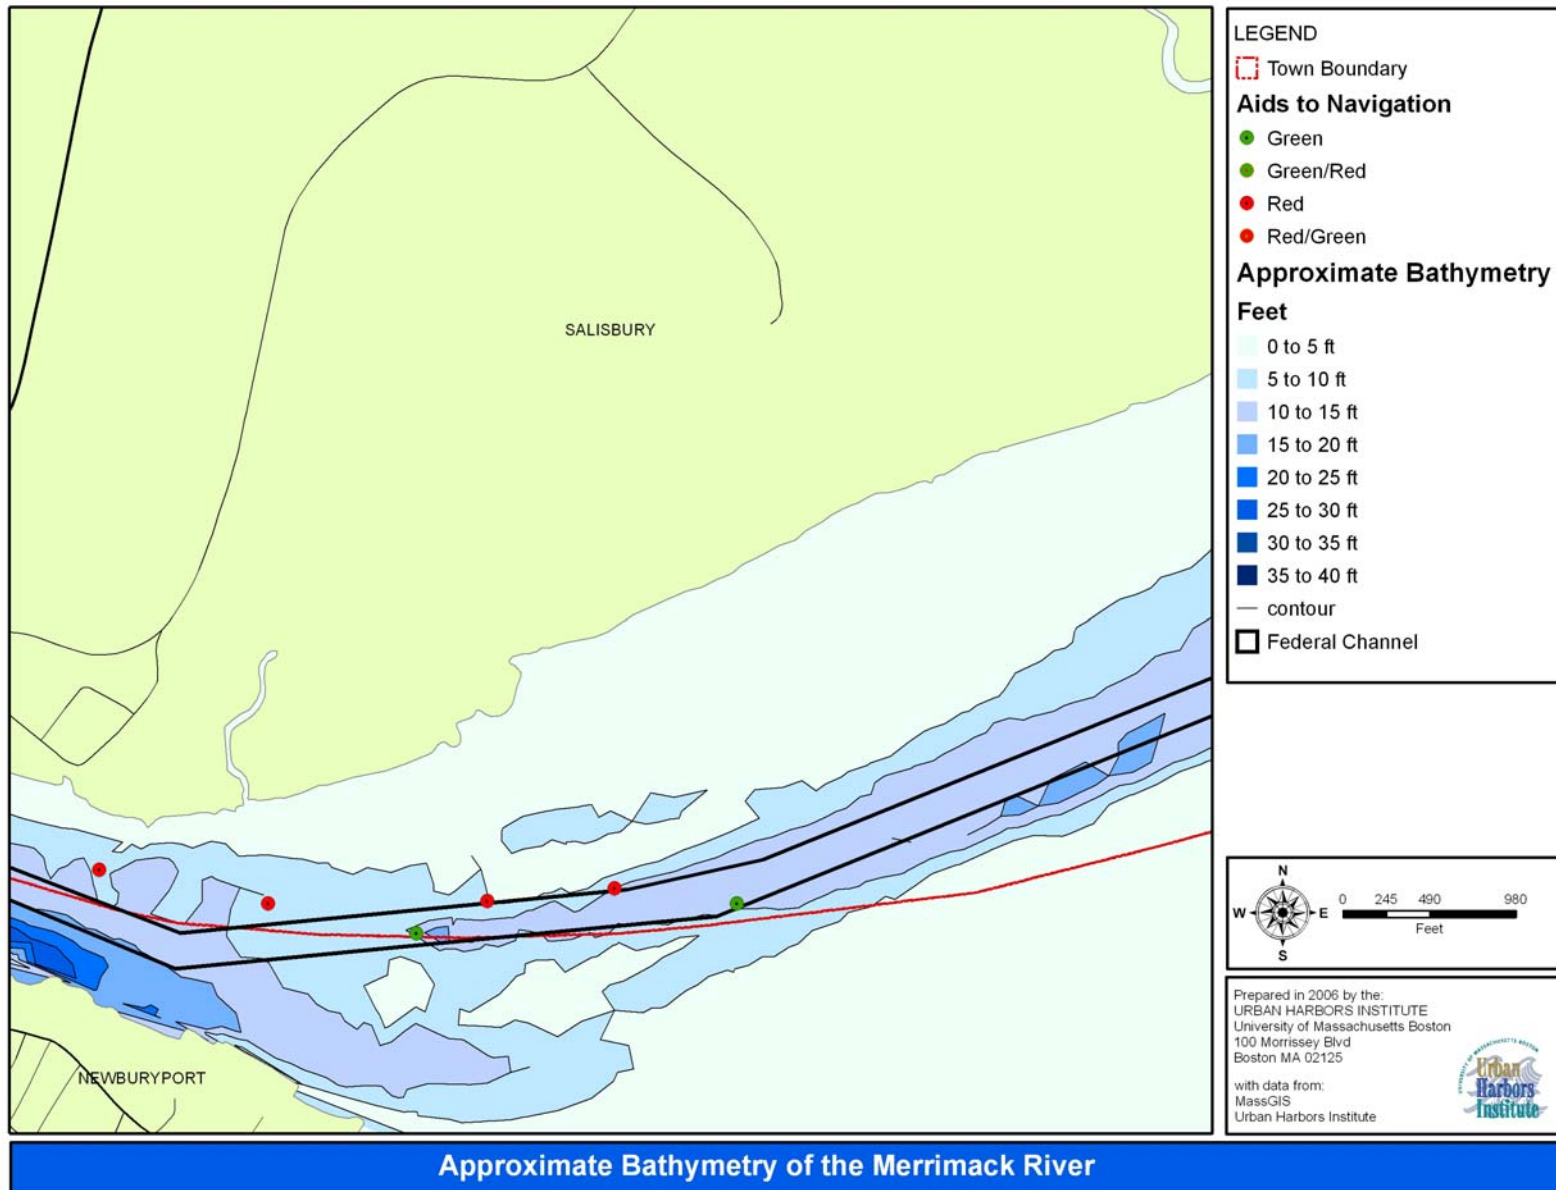 SALISBURY
NEWBURYPORT
LEGEND
Town Boundary
Aids to Navigation
Green
Green/Red
Red
Red/Green
Approximate Bathymetry
Feet
0 to 5 ft
5 to 10 ft
10 to 15 ft
15 to 20 ft
20 to 25 ft
25 to 30 ft
30 to 35 ft
35 to 40 ft
contour
Federal Channel
N
W E
S
0 245 490 980
Feet
Prepared in 2006 by the:
URBAN HARBORS INSTITUTE
University of Massachusetts Boston
100 Morrissey Blvd
Boston MA 02125
with data from:
MassGIS
Urban Harbors Institute
UNIVERSITY OF MASSACHUSETTS BOSTON
Urban
Harbors
Institute
Approximate Bathymetry of the Merrimack River